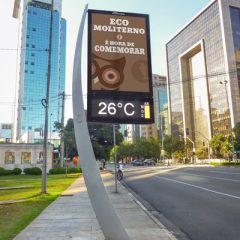 ECO
MOLITERNO
É HORA DE
COMEMORAR
26°C